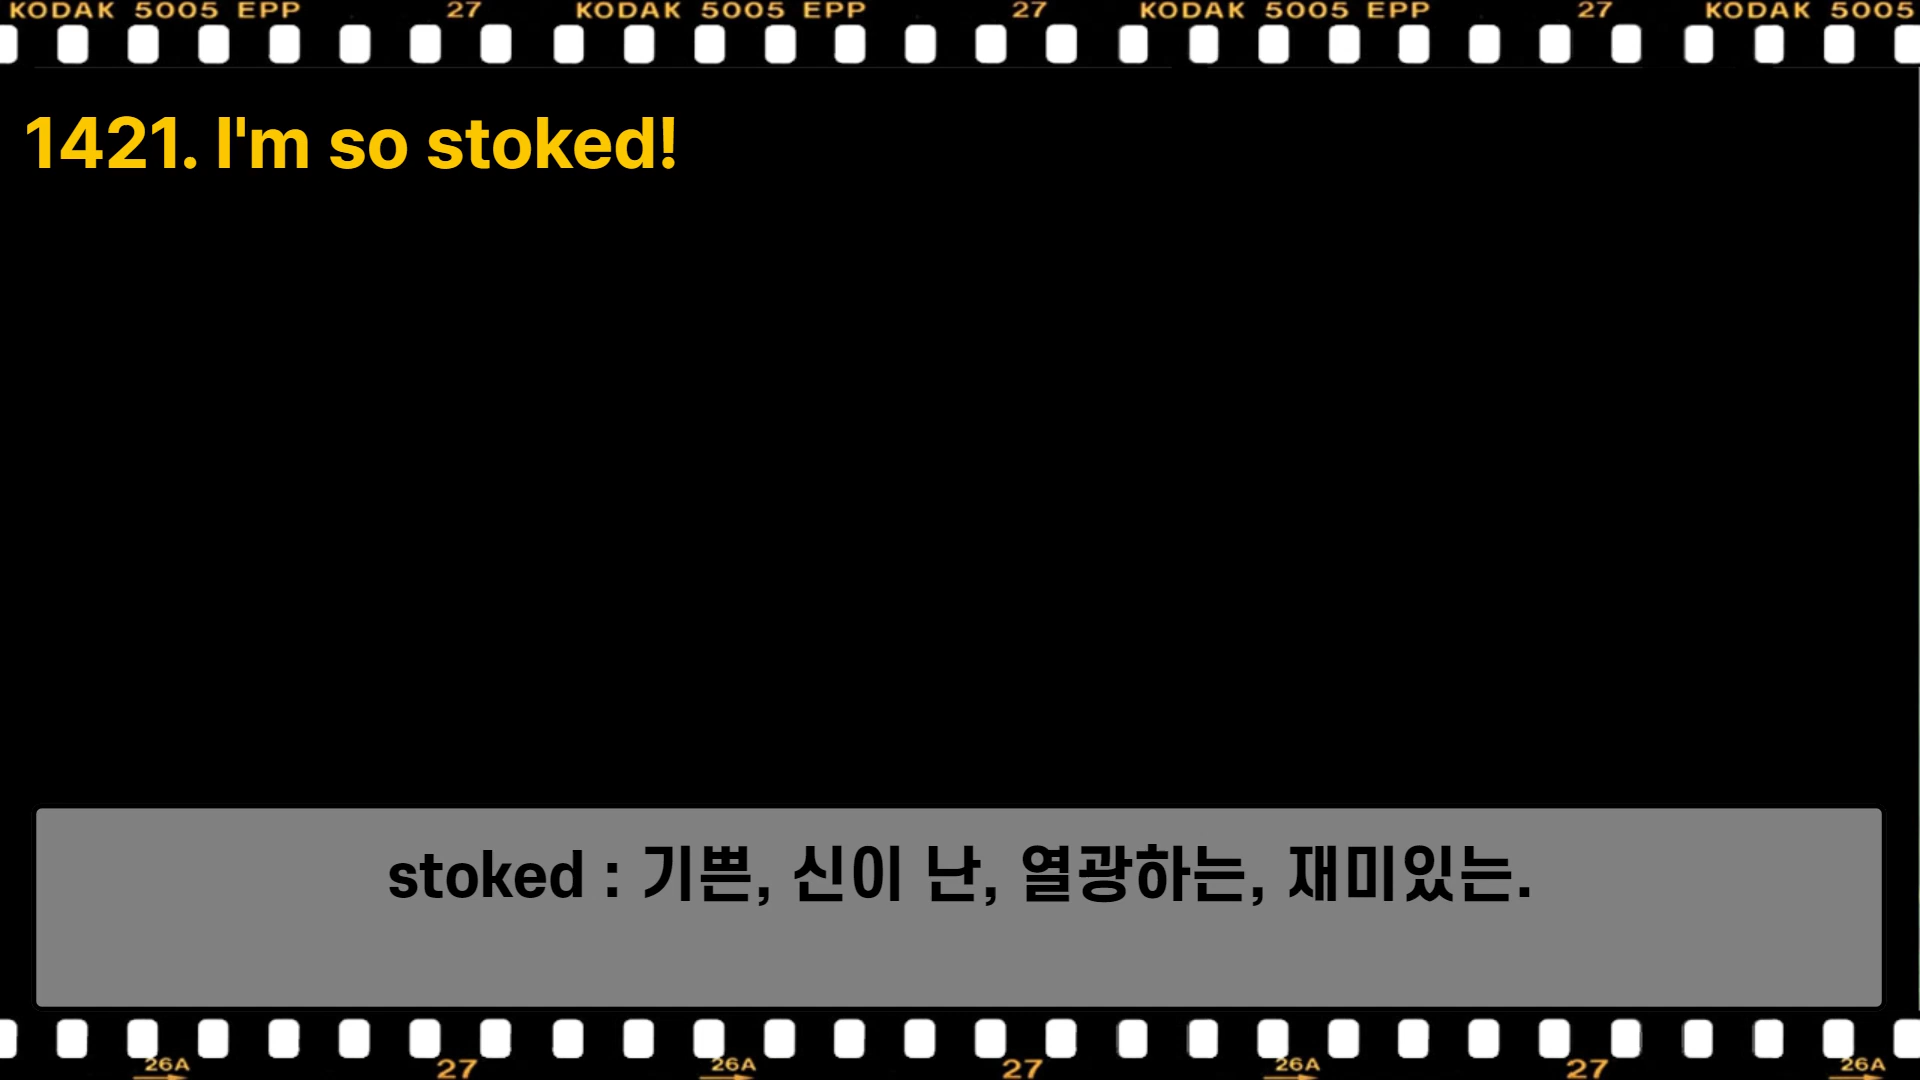 KODAK 5005 EPP 27 KODAK 5005 EPP 27 KODAK 5005 EPP 27 KODAK 5005
1421. I'm so stoked!
stoked : 기쁜, 신이 난, 열광하는, 재미있는.
26A 27 26A 27 26A 27 26A